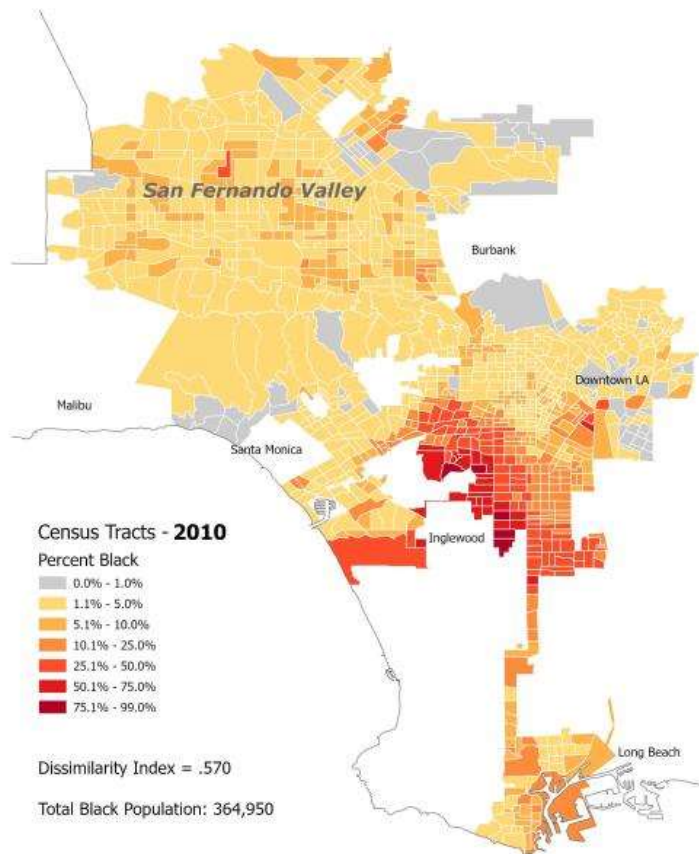 San Fernando Valley
Burbank
Downtown LA
Malibu
Santa Monica
Inglewood
Census Tracts - 2010
Percent Black
0.0% - 1.0%
1.1% - 5.0%
5.1% - 10.0%
10.1% - 25.0%
25.1% - 50.0%
50.1% - 75.0%
75.1% - 99.0%
Long Beach
Dissimilarity Index = .570
Total Black Population: 364,950